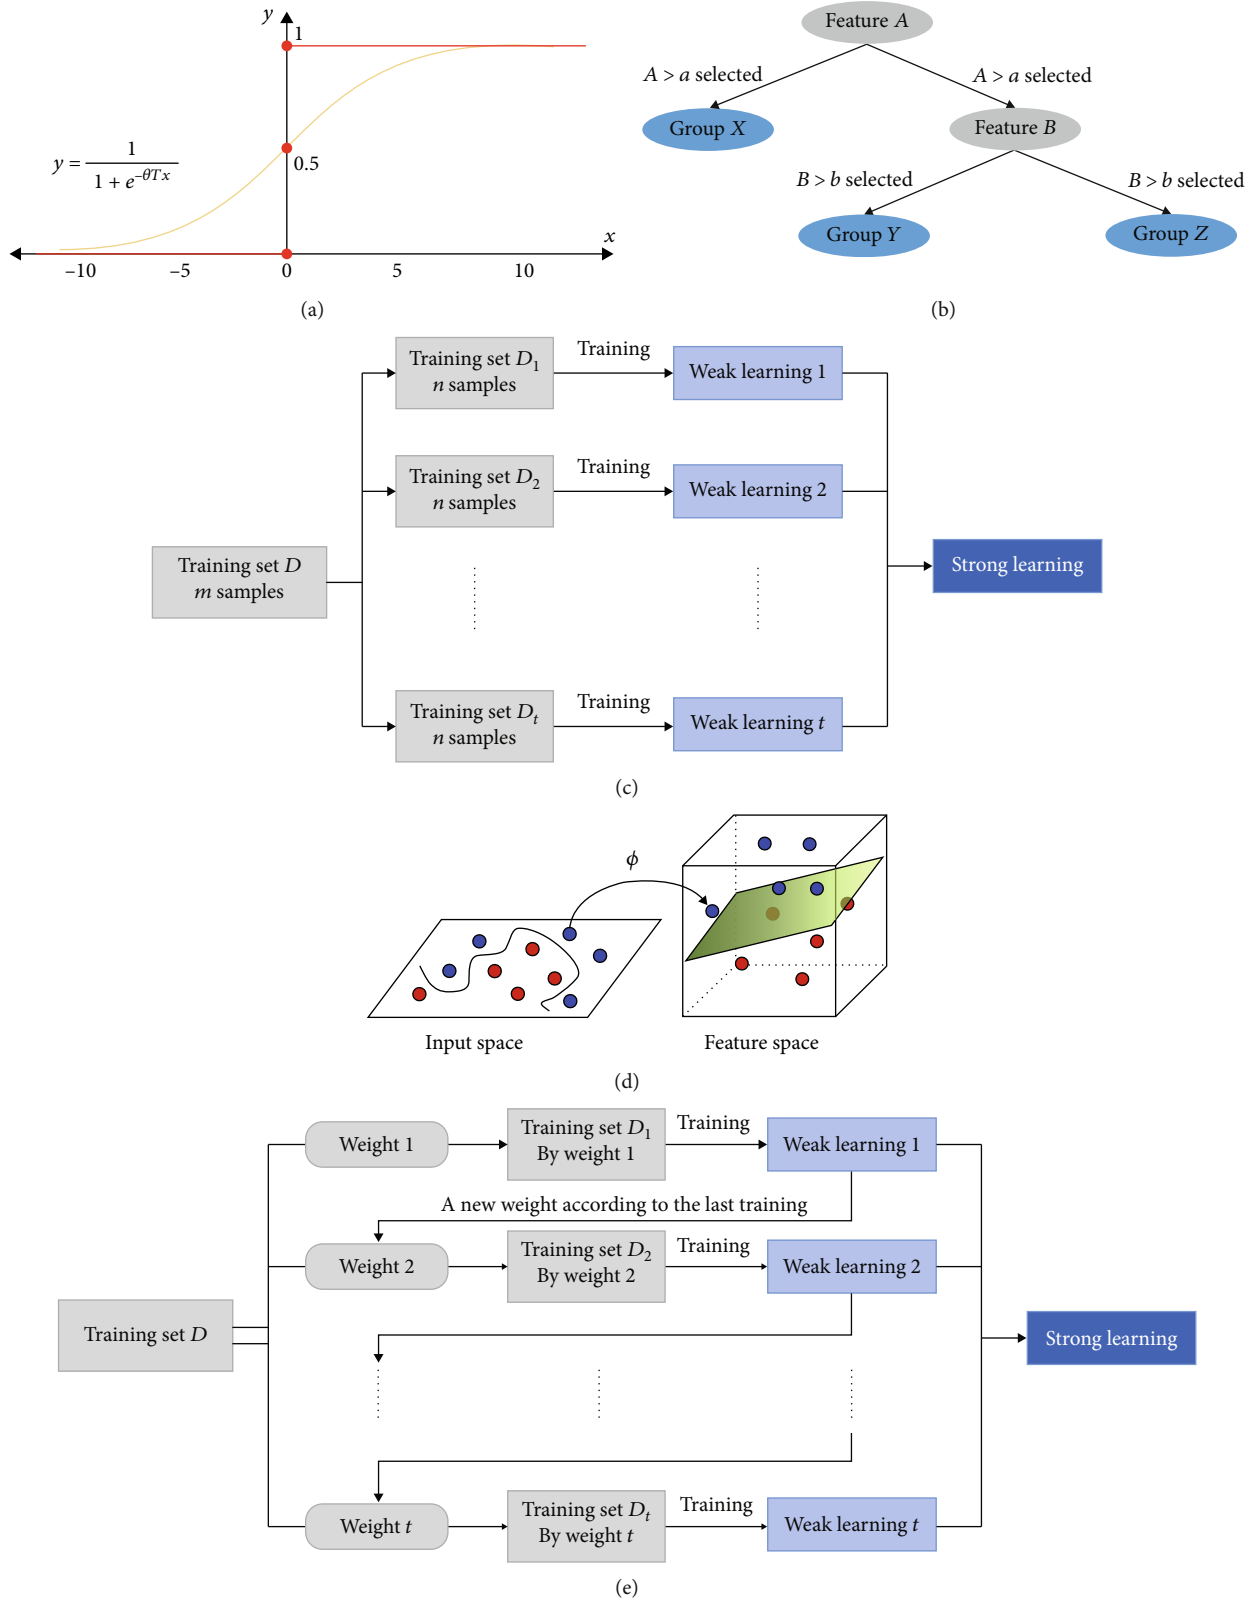 y
1
0.5
y = 1 / (1 + e^{−θTx})
x
–10 –5 0 5 10
(a)
Feature A
A > a selected A > a selected
Group X Feature B
B > b selected B > b selected
Group Y Group Z
(b)
Training set D₁
n samples
Training
Weak learning 1
Training set D₂
n samples
Training
Weak learning 2
Training set D
m samples
Strong learning
Training set Dₜ
n samples
Training
Weak learning t
(c)
ϕ
Input space Feature space
(d)
Weight 1
Training set D₁
By weight 1
Training
Weak learning 1
A new weight according to the last training
Weight 2
Training set D₂
By weight 2
Training
Weak learning 2
Training set D
Strong learning
Weight t
Training set Dₜ
By weight t
Training
Weak learning t
(e)